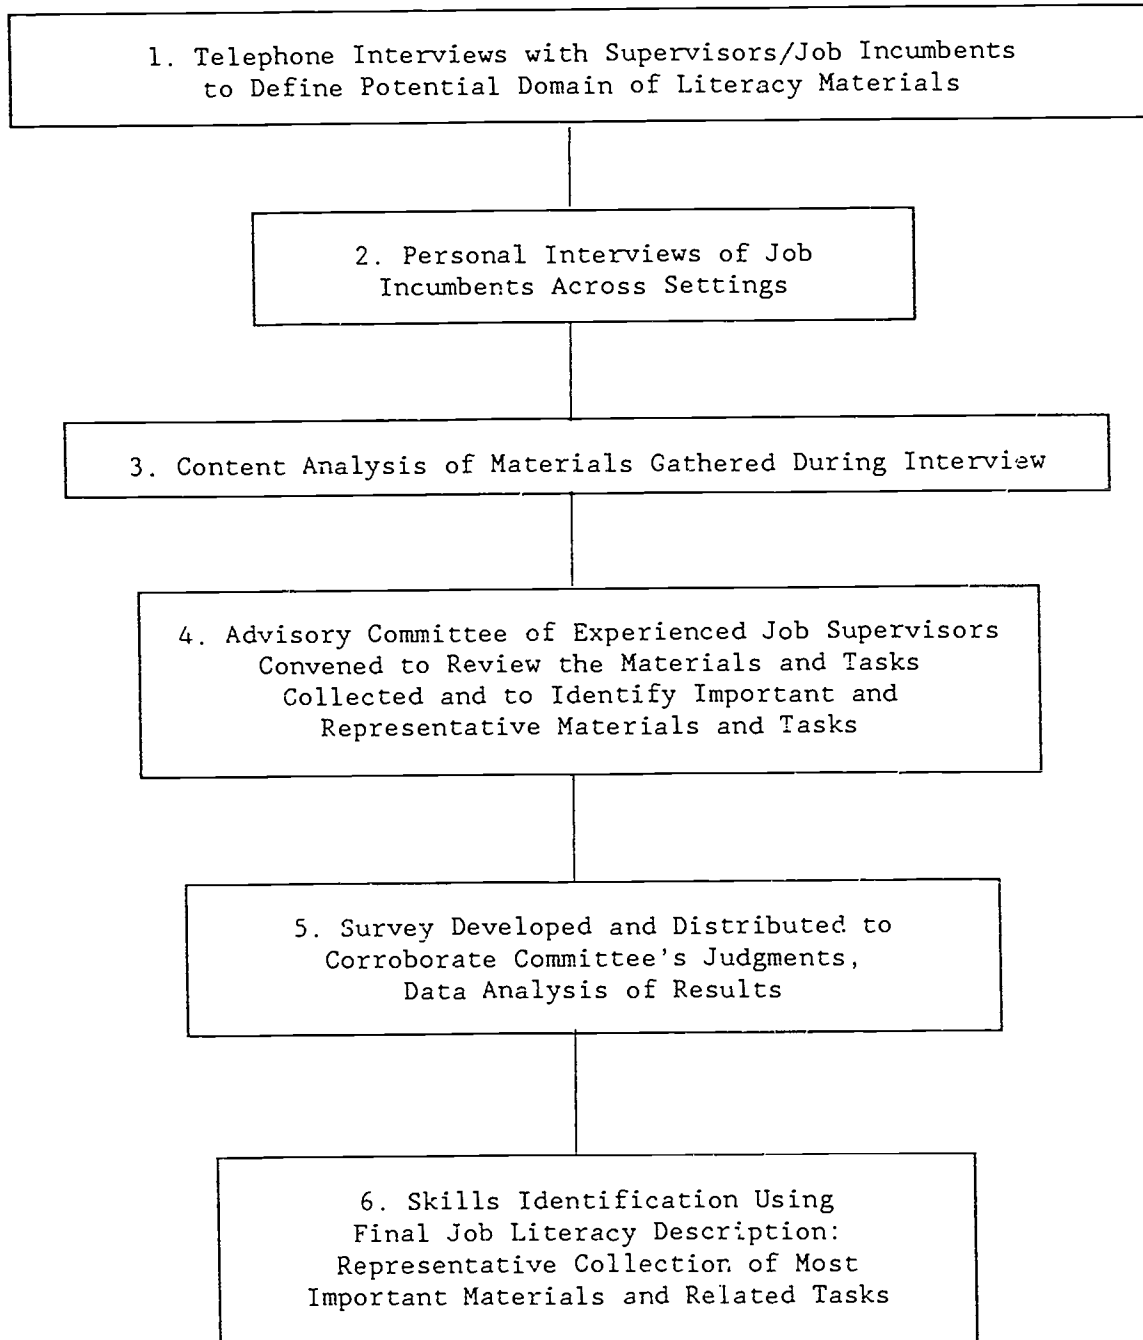 1. Telephone Interviews with Supervisors/Job Incumbents
to Define Potential Domain of Literacy Materials
2. Personal Interviews of Job
Incumbents Across Settings
3. Content Analysis of Materials Gathered During Interview
4. Advisory Committee of Experienced Job Supervisors
Convened to Review the Materials and Tasks
Collected and to Identify Important and
Representative Materials and Tasks
5. Survey Developed and Distributed to
Corroborate Committee's Judgments,
Data Analysis of Results
6. Skills Identification Using
Final Job Literacy Description:
Representative Collection of Most
Important Materials and Related Tasks